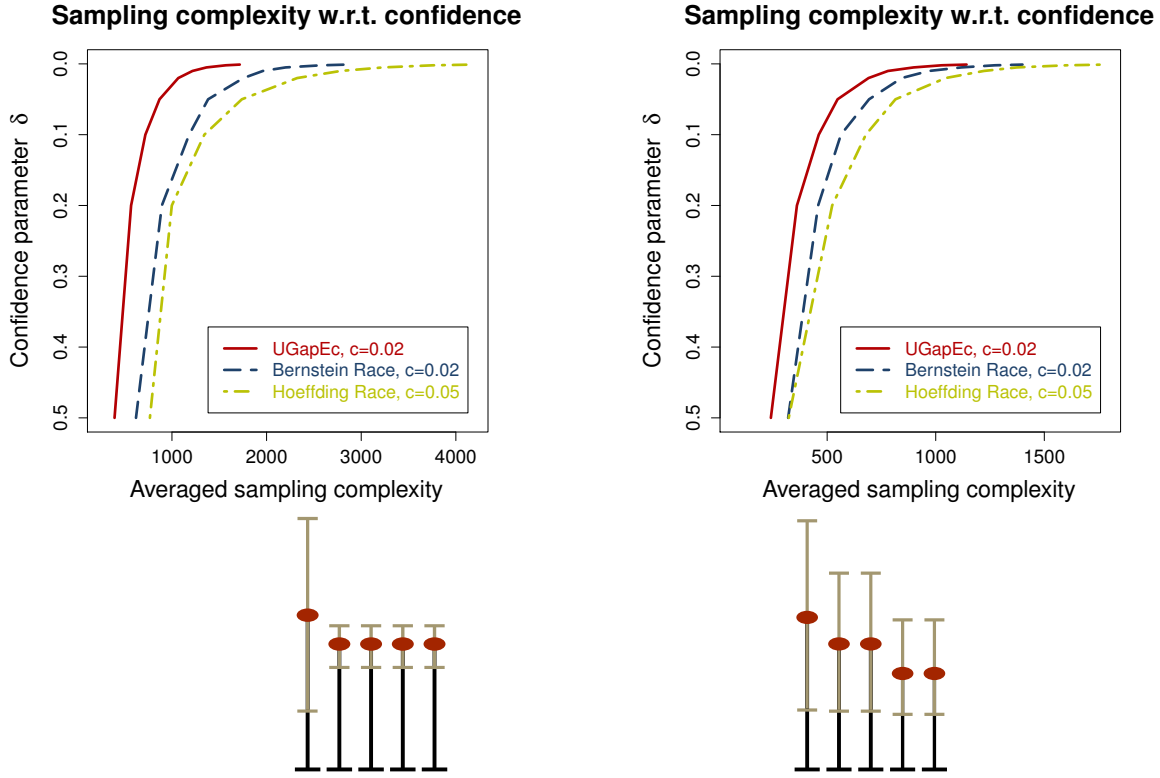 Sampling complexity w.r.t. confidence
Confidence parameter δ
0.0
0.1
0.2
0.3
0.4
0.5
UGapEc, c=0.02
Bernstein Race, c=0.02
Hoeffding Race, c=0.05
1000 2000 3000 4000
Averaged sampling complexity
Sampling complexity w.r.t. confidence
Confidence parameter δ
0.0
0.1
0.2
0.3
0.4
0.5
UGapEc, c=0.02
Bernstein Race, c=0.02
Hoeffding Race, c=0.05
500 1000 1500
Averaged sampling complexity